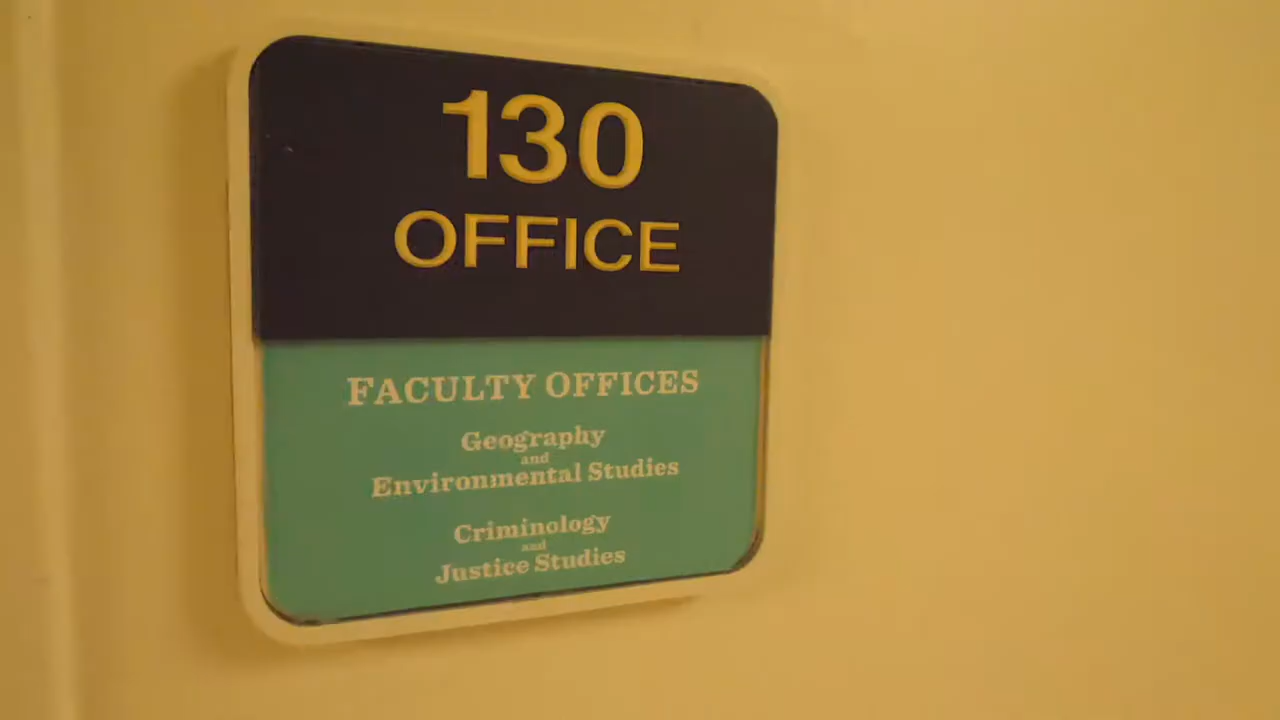 130
OFFICE
FACULTY OFFICES
Geography
and
Environmental Studies
Criminology
and
Justice Studies